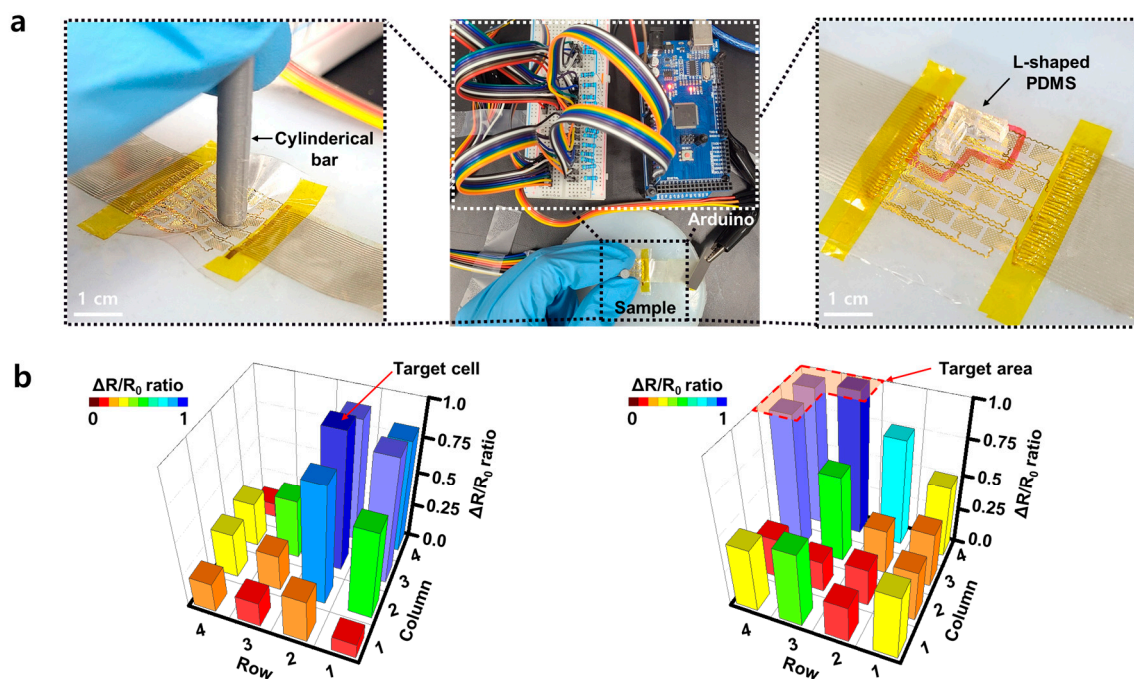 a
Cylinderical
bar
1 cm
Arduino
Sample
L-shaped
PDMS
1 cm
b
ΔR/R₀ ratio
0 1
Target cell
1.0
0.75
0.5
0.25
0.0
ΔR/R₀ ratio
4
3
2
1
Column
4
3
2
1
Row
ΔR/R₀ ratio
0 1
Target area
1.0
0.75
0.5
0.25
0.0
ΔR/R₀ ratio
4
3
2
1
Column
4
3
2
1
Row